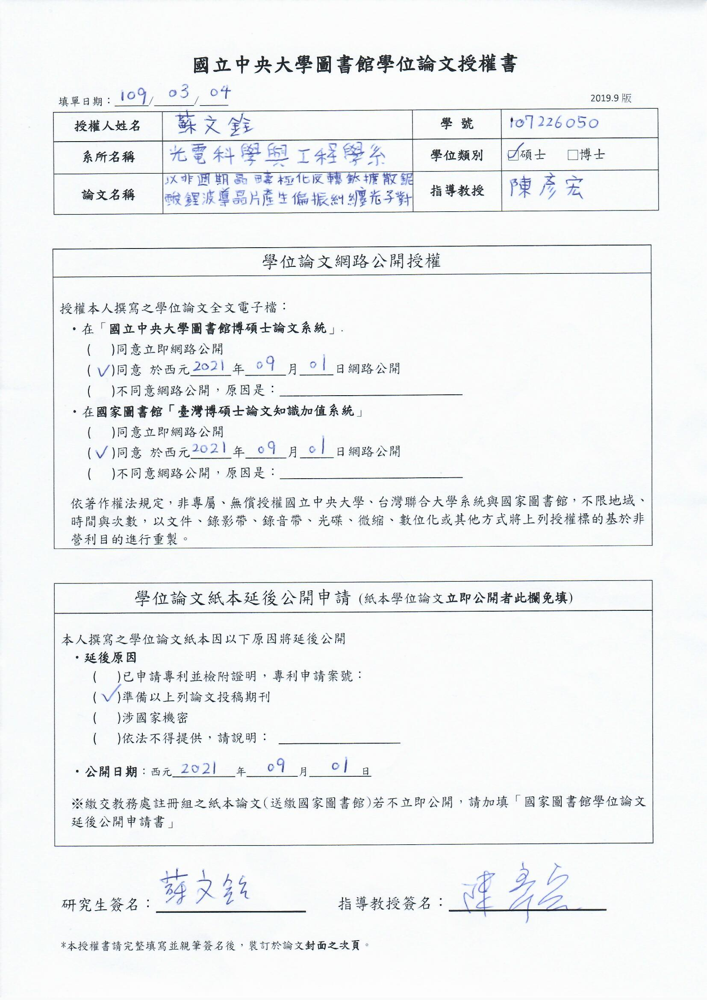 國立中央大學圖書館學位論文授權書
填單日期：109/03/04
2019.9 版
授權人姓名 蘇文銓 學號 107226050
系所名稱 光電科學與工程學系 學位類別 ☑碩士 □博士
論文名稱 以非週期晶疇極化反轉鈦擴散鈮 指導教授 陳彥宏
酸鋰波導晶片產生偏振糾纏光子對
學位論文網路公開授權
授權本人撰寫之學位論文全文電子檔：
・在「國立中央大學圖書館博碩士論文系統」.
( )同意立即網路公開
(✓)同意 於西元2021年09月01日網路公開
( )不同意網路公開，原因是：
・在國家圖書館「臺灣博碩士論文知識加值系統」
( )同意立即網路公開
(✓)同意 於西元2021年09月01日網路公開
( )不同意網路公開，原因是：
依著作權法規定，非專屬、無償授權國立中央大學、台灣聯合大學系統與國家圖書館，不限地域、
時間與次數，以文件、錄影帶、錄音帶、光碟、微縮、數位化或其他方式將上列授權標的基於非
營利目的進行重製。
學位論文紙本延後公開申請 (紙本學位論文立即公開者此欄免填)
本人撰寫之學位論文紙本因以下原因將延後公開
・延後原因
( )已申請專利並檢附證明，專利申請案號：
(✓)準備以上列論文投稿期刊
( )涉國家機密
( )依法不得提供，請說明：
・公開日期：西元2021年09月01日
※繳交教務處註冊組之紙本論文(送繳國家圖書館)若不立即公開，請加填「國家圖書館學位論文
延後公開申請書」
研究生簽名：蘇文銓 指導教授簽名：陳彥宏
*本授權書請完整填寫並親筆簽名後，裝訂於論文封面之次頁。